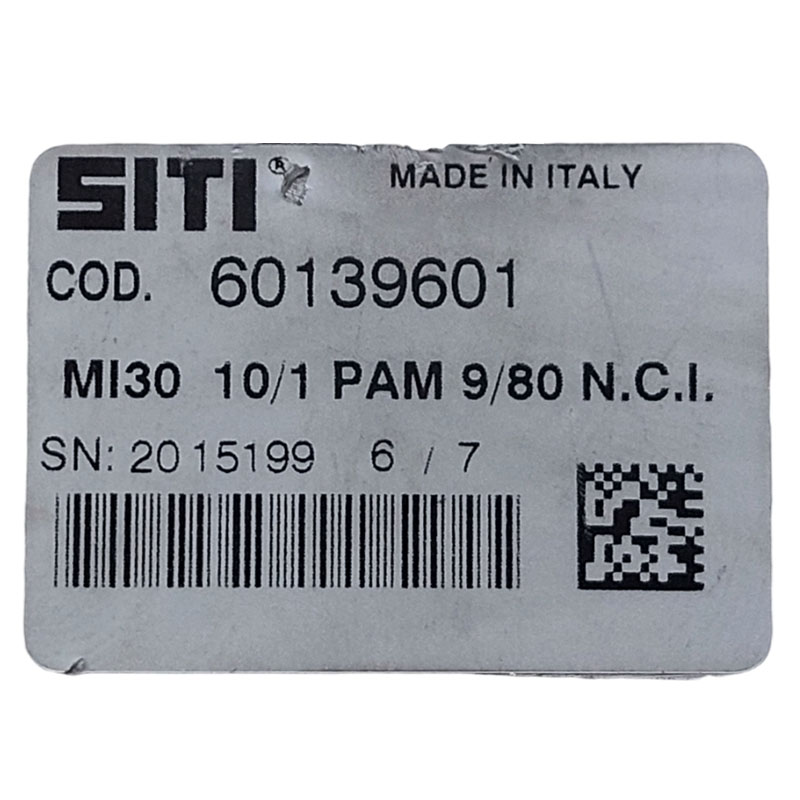 SITI® MADE IN ITALY
COD. 60139601
MI30 10/1 PAM 9/80 N.C.I.
SN: 2015199 6 / 7